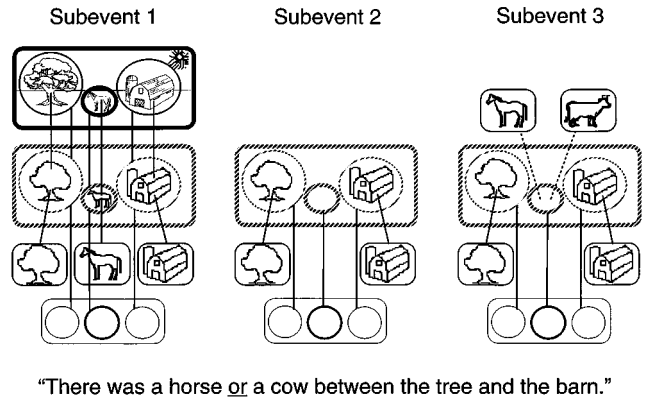 Subevent 1 Subevent 2 Subevent 3
“There was a horse or a cow between the tree and the barn.”